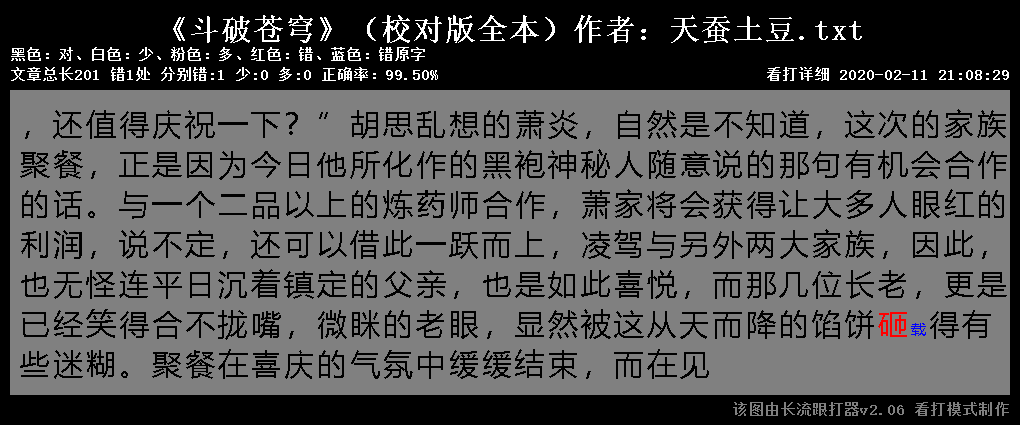 《斗破苍穹》（校对版全本）作者：天蚕土豆.txt
黑色：对、白色：少、粉色：多、红色：错、蓝色：错原字
文章总长201 错1处 分别错:1 少:0 多:0 正确率：99.50% 看打详细 2020-02-11 21:08:29
，还值得庆祝一下？”胡思乱想的萧炎，自然是不知道，这次的家族
聚餐，正是因为今日他所化作的黑袍神秘人随意说的那句有机会合作
的话。与一个二品以上的炼药师合作，萧家将会获得让大多人眼红的
利润，说不定，还可以借此一跃而上，凌驾与另外两大家族，因此，
也无怪连平日沉着镇定的父亲，也是如此喜悦，而那几位长老，更是
已经笑得合不拢嘴，微眯的老眼，显然被这从天而降的馅饼砸载得有
些迷糊。聚餐在喜庆的气氛中缓缓结束，而在见
该图由长流跟打器v2.06 看打模式制作